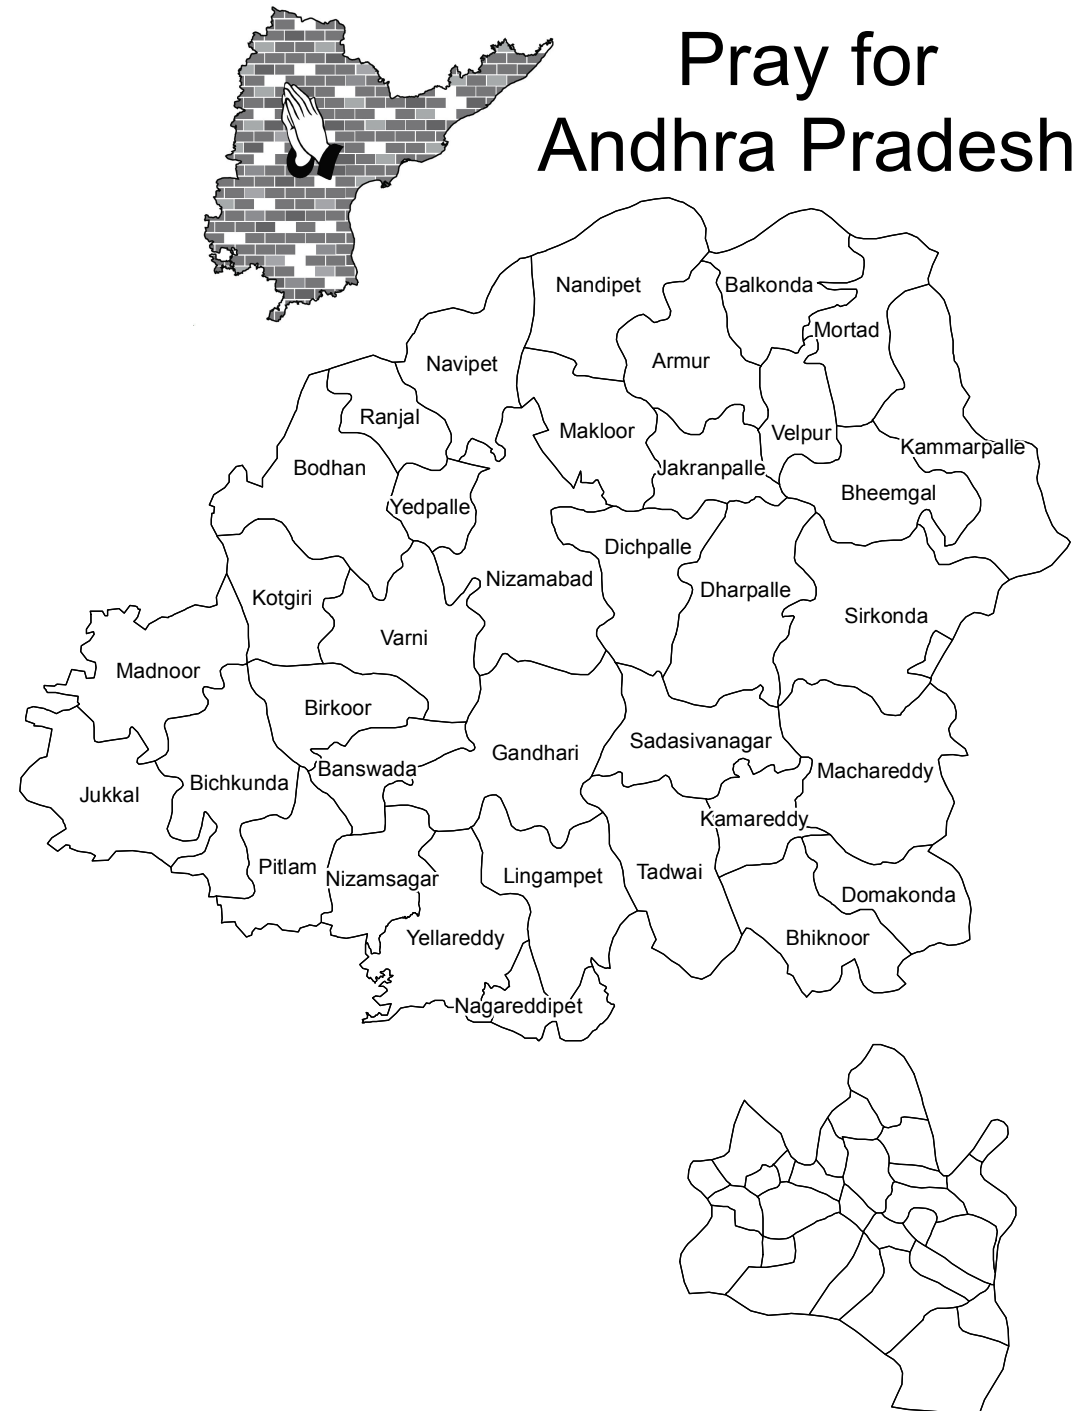 Pray for
Andhra Pradesh
Nandipet
Balkonda
Mortad
Navipet
Armur
Ranjal
Makloor
Velpur
Kammarpalle
Bodhan
Jakranpalle
Yedpalle
Bheemgal
Dichpalle
Nizamabad
Dharpalle
Kotgiri
Sirkonda
Varni
Madnoor
Birkoor
Sadasivanagar
Gandhari
Banswada
Machareddy
Bichkunda
Jukkal
Kamareddy
Pitlam
Nizamsagar
Lingampet
Tadwai
Domakonda
Yellareddy
Bhiknoor
Nagareddipet